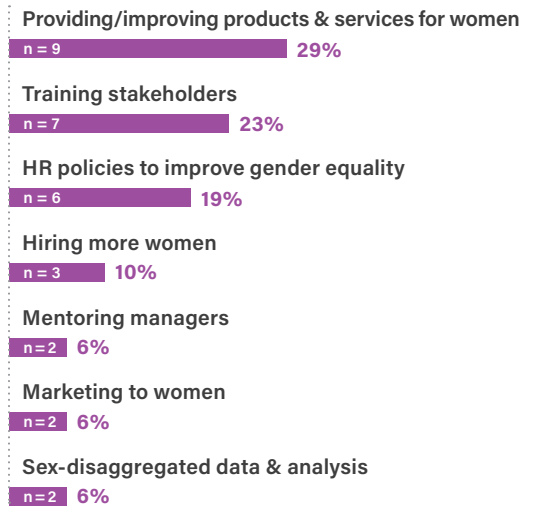 Providing/improving products & services for women
n = 9 29%
Training stakeholders
n = 7 23%
HR policies to improve gender equality
n = 6 19%
Hiring more women
n = 3 10%
Mentoring managers
n=2 6%
Marketing to women
n=2 6%
Sex-disaggregated data & analysis
n=2 6%